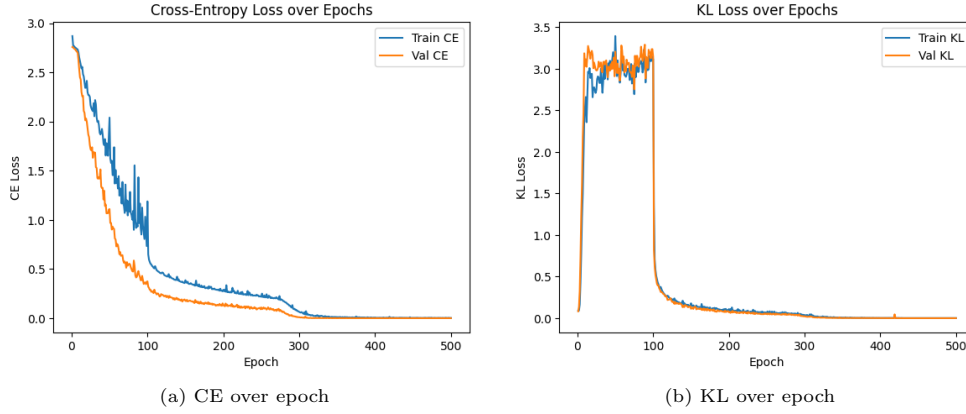 Cross-Entropy Loss over Epochs
3.0
2.5
2.0
1.5
1.0
0.5
0.0
CE Loss
Train CE
Val CE
0
100
200
300
400
500
Epoch
(a) CE over epoch
KL Loss over Epochs
3.5
3.0
2.5
2.0
1.5
1.0
0.5
0.0
KL Loss
Train KL
Val KL
0
100
200
300
400
500
Epoch
(b) KL over epoch